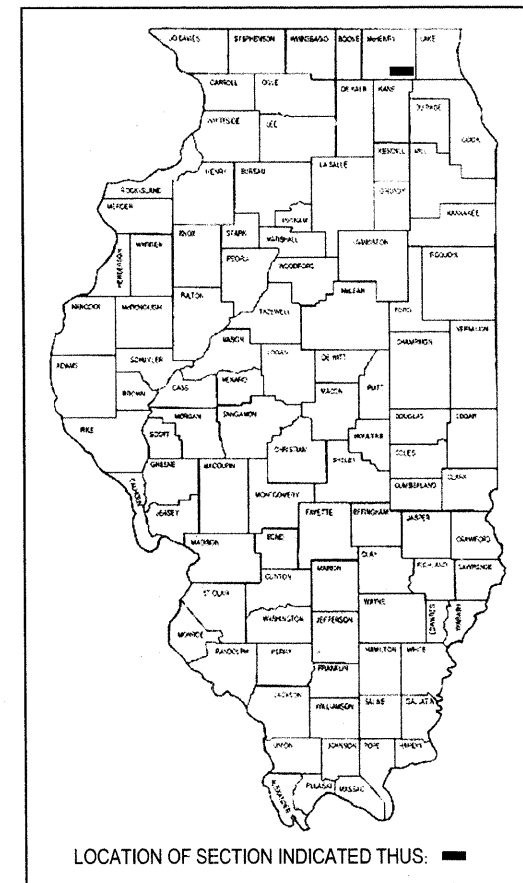 JO DAVIES STEPHENSON WINNEBAGO BOONE McHENRY LAKE
CARROLL OGLE DE KALB KANE
DU PAGE
WHITESIDE LEE COOK
KENDALL WILL
HENRY BUREAU LA SALLE
ROCK ISLAND GRUNDY
MERCER KANKAKEE
PUTNAM
KNOX STARK MARSHALL LIVINGSTON
HENDERSON WARREN PEORIA IROQUOIS
WOODFORD
FULTON McLEAN
HANCOCK McDONOUGH TAZEWELL FORD
VERMILION
MASON CHAMPAIGN
SCHUYLER LOGAN DE WITT
ADAMS CASS MENARD PIATT
BROWN MACON
MORGAN SANGAMON DOUGLAS EDGAR
PIKE SCOTT MOULTRIE
CHRISTIAN COLES
GREENE MACOUPIN SHELBY
CALHOUN CUMBERLAND CLARK
MONTGOMERY
JERSEY FAYETTE EFFINGHAM JASPER
CRAWFORD
MADISON BOND CLAY
MARION RICHLAND LAWRENCE
CLINTON
ST CLAIR WAYNE
WASHINGTON JEFFERSON EDWARDS WABASH
MONROE
RANDOLPH PERRY HAMILTON WHITE
FRANKLIN
JACKSON
WILLIAMSON SALINE GALLATIN
UNION JOHNSON POPE HARDIN
ALEXANDER PULASKI MASSAC
LOCATION OF SECTION INDICATED THUS: